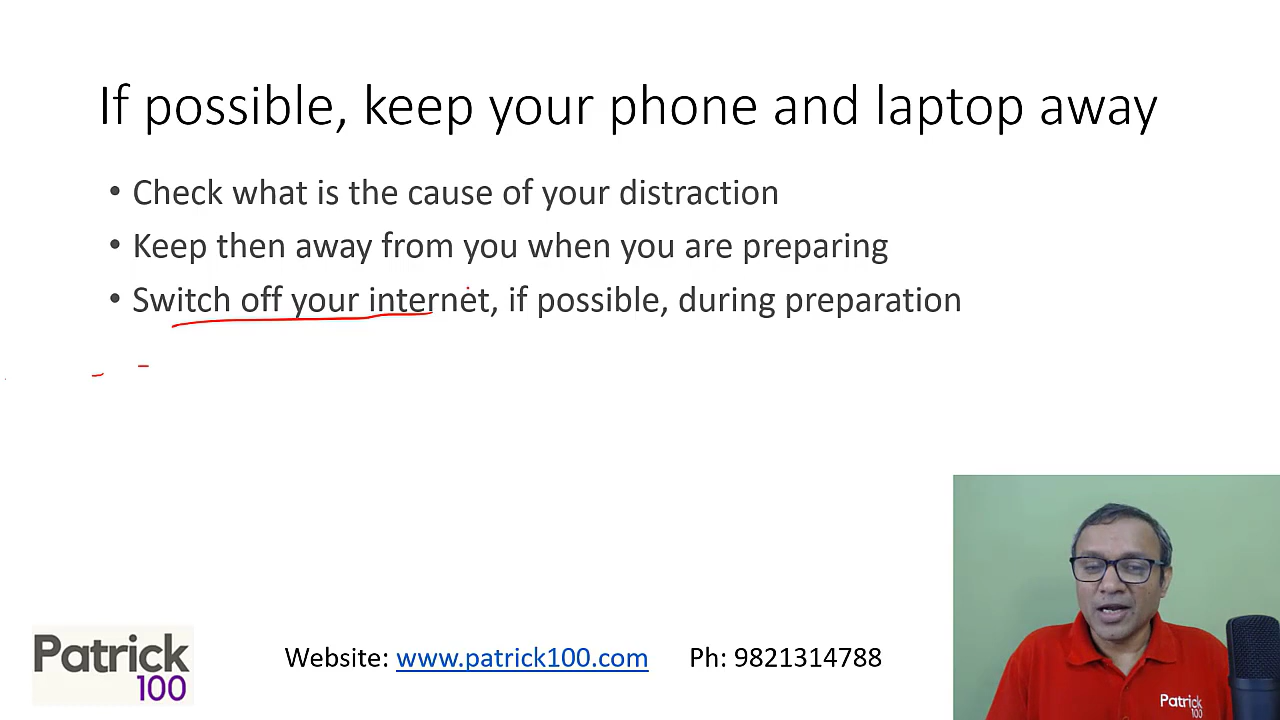 If possible, keep your phone and laptop away
• Check what is the cause of your distraction
• Keep then away from you when you are preparing
• Switch off your internet, if possible, during preparation
Patrick
100
Website: www.patrick100.com Ph: 9821314788
Patrick
100